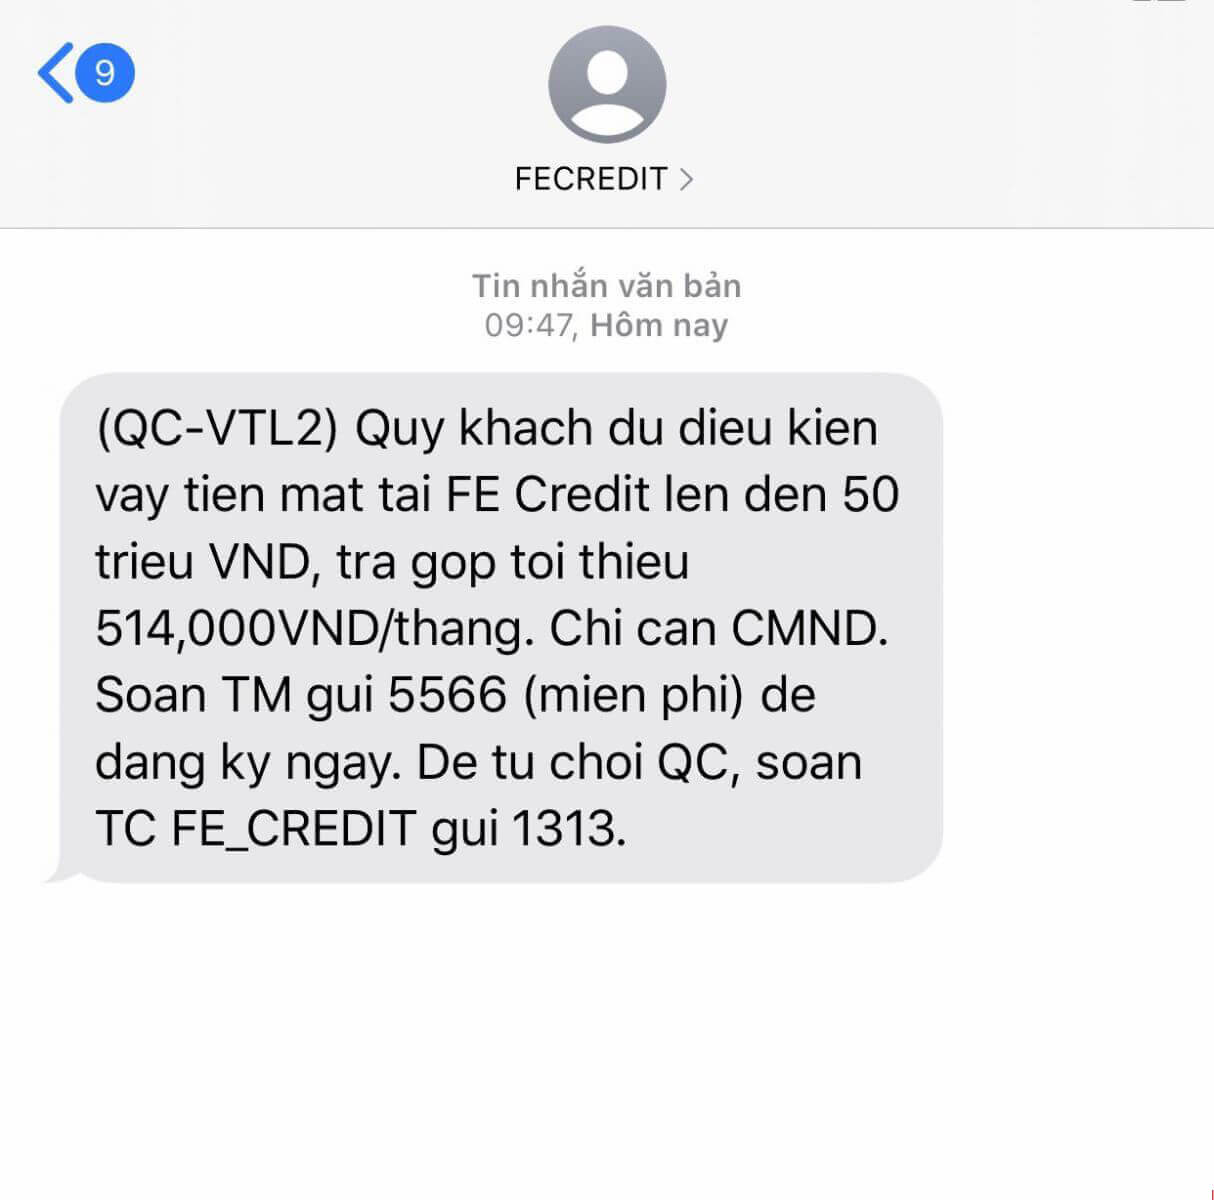 9
FECREDIT
Tin nhắn văn bản
09:47, Hôm nay
(QC-VTL2) Quy khach du dieu kien
vay tien mat tai FE Credit len den 50
trieu VND, tra gop toi thieu
514,000VND/thang. Chi can CMND.
Soan TM gui 5566 (mien phi) de
dang ky ngay. De tu choi QC, soan
TC FE_CREDIT gui 1313.